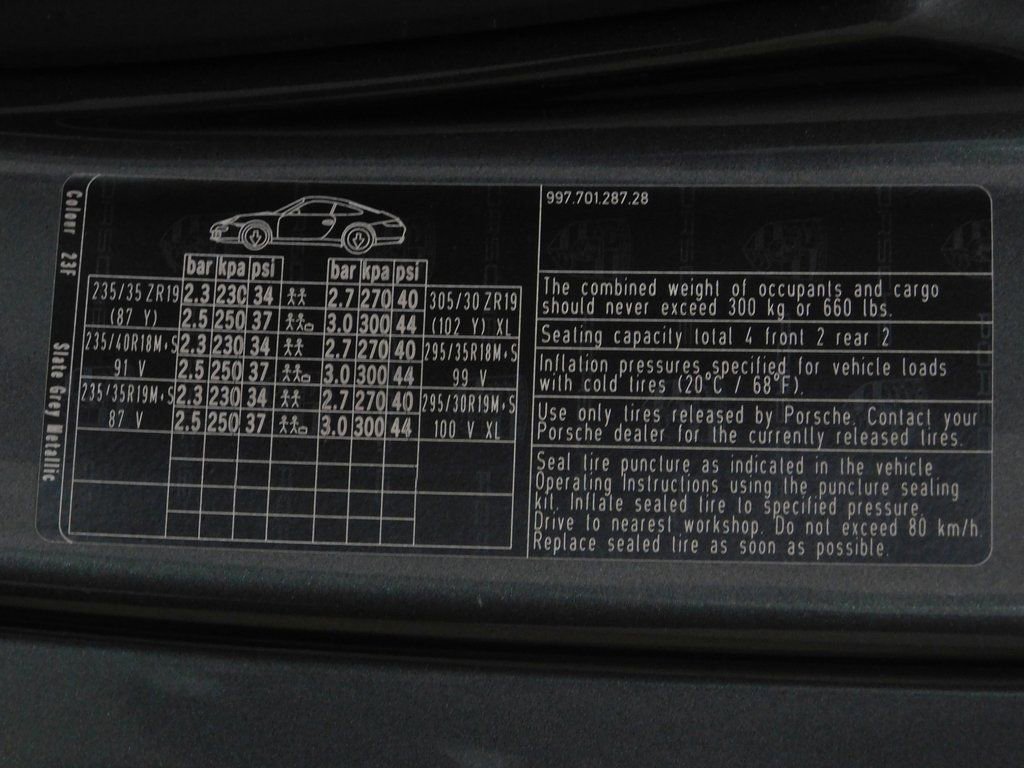 Colour 23F
Slate Grey Metallic
bar kpa psi bar kpa psi
235/35 ZR19 2.3 230 34 2.7 270 40 305/30 ZR19
(87 Y) 2.5 250 37 3.0 300 44 (102 Y) XL
235/40R18M+S 2.3 230 34 2.7 270 40 295/35R18M+S
91 V 2.5 250 37 3.0 300 44 99 V
235/35R19M+S 2.3 230 34 2.7 270 40 295/30R19M+S
87 V 2.5 250 37 3.0 300 44 100 V XL
997.701.287.28
The combined weight of occupants and cargo
should never exceed 300 kg or 660 lbs.
Seating capacity total 4 front 2 rear 2
Inflation pressures specified for vehicle loads
with cold tires (20°C / 68°F).
Use only tires released by Porsche. Contact your
Porsche dealer for the currently released tires.
Seal tire puncture as indicated in the vehicle
Operating Instructions using the puncture sealing
kit. Inflate sealed tire to specified pressure.
Drive to nearest workshop. Do not exceed 80 km/h.
Replace sealed tire as soon as possible.